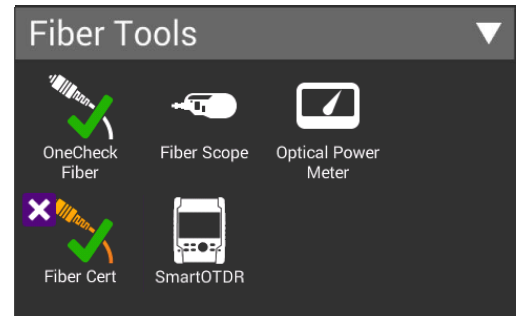 Fiber Tools
OneCheck
Fiber
Fiber Scope
Optical Power
Meter
Fiber Cert
SmartOTDR